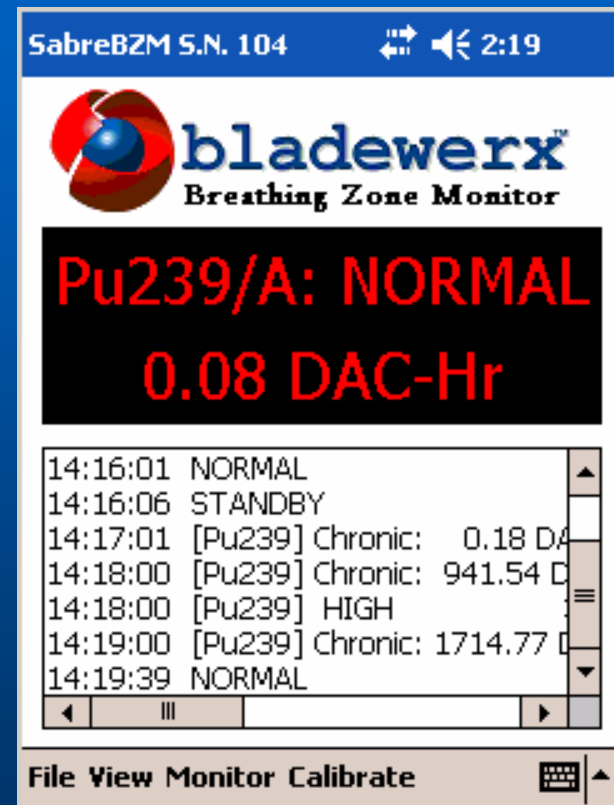 SabreBZM S.N. 104 2:19
bladewerx™
Breathing Zone Monitor
Pu239/A: NORMAL
0.08 DAC-Hr
14:16:01 NORMAL
14:16:06 STANDBY
14:17:01 [Pu239] Chronic: 0.18 DA
14:18:00 [Pu239] Chronic: 941.54 D
14:18:00 [Pu239] HIGH
14:19:00 [Pu239] Chronic: 1714.77 D
14:19:39 NORMAL
File View Monitor Calibrate